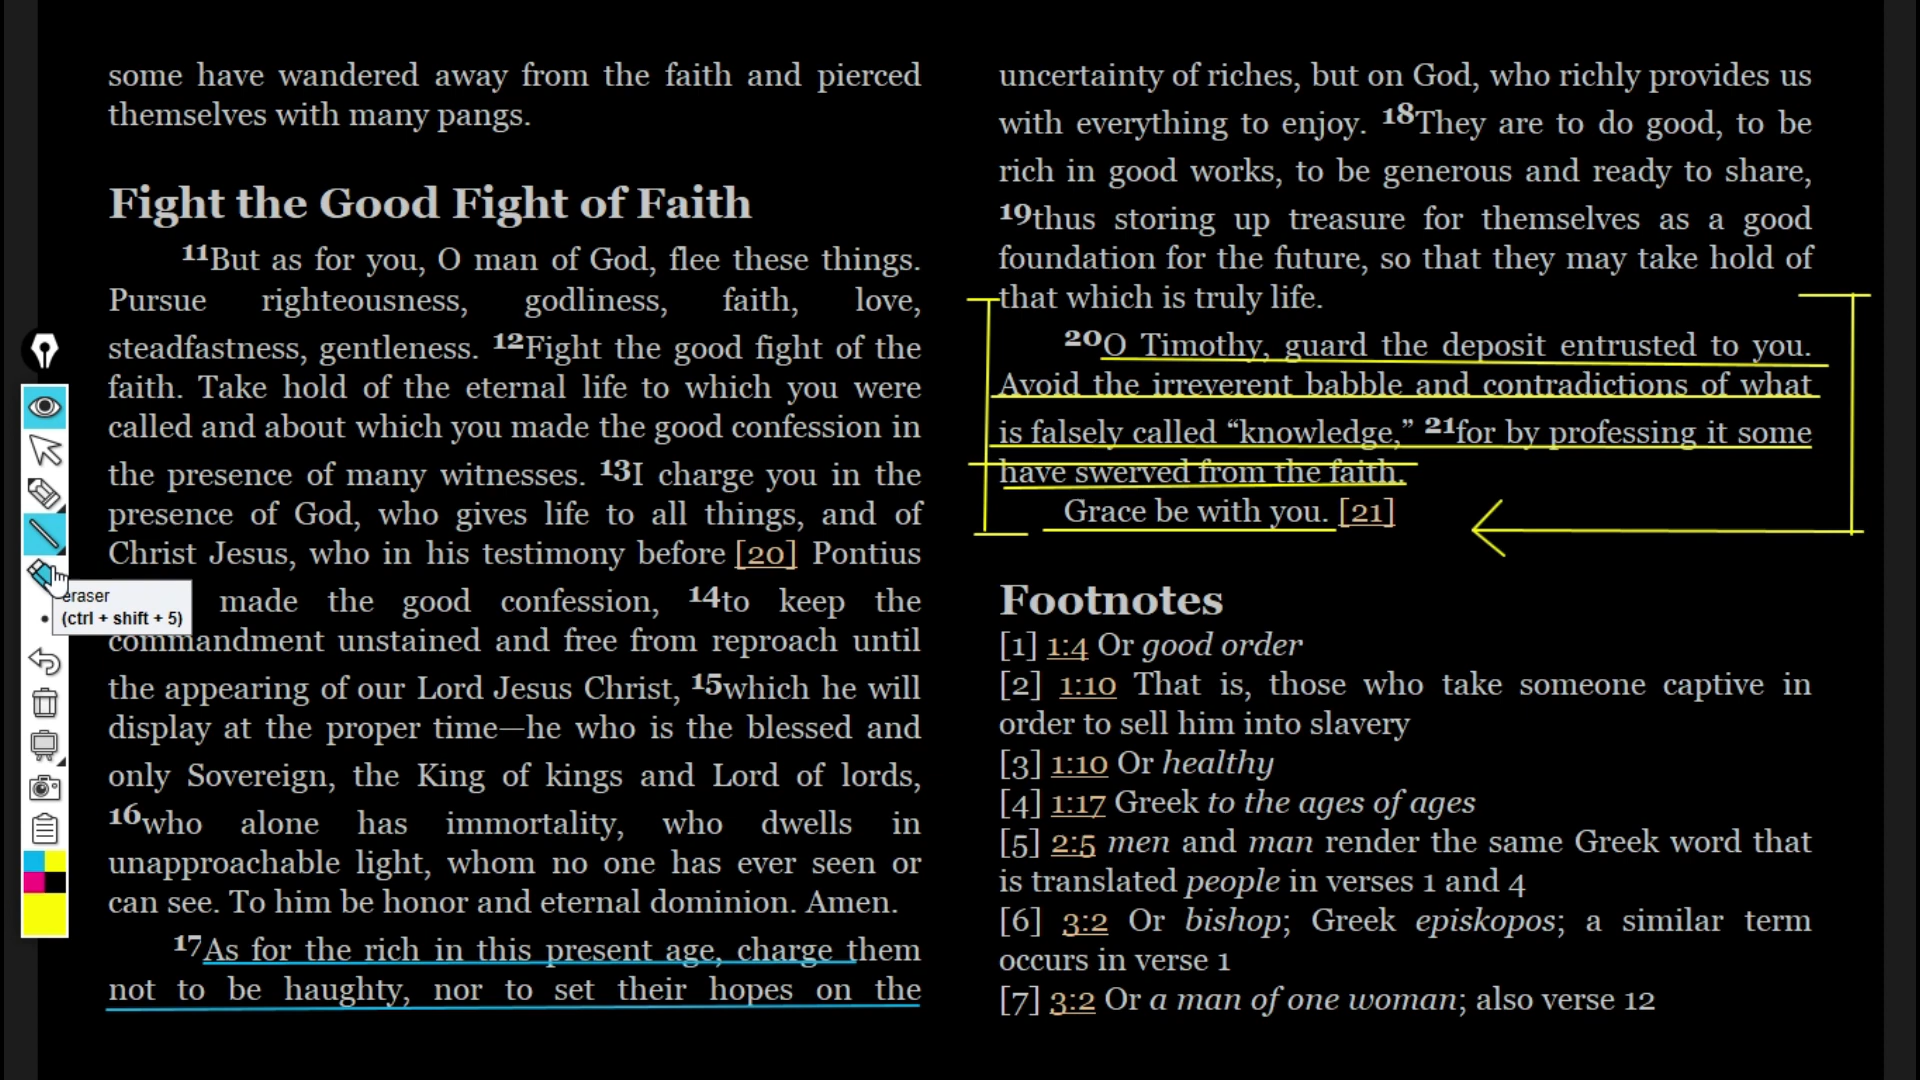 some have wandered away from the faith and pierced
themselves with many pangs.
Fight the Good Fight of Faith
11But as for you, O man of God, flee these things.
Pursue righteousness, godliness, faith, love,
steadfastness, gentleness. 12Fight the good fight of the
faith. Take hold of the eternal life to which you were
called and about which you made the good confession in
the presence of many witnesses. 13I charge you in the
presence of God, who gives life to all things, and of
Christ Jesus, who in his testimony before [20] Pontius
made the good confession, 14to keep the
commandment unstained and free from reproach until
the appearing of our Lord Jesus Christ, 15which he will
display at the proper time—he who is the blessed and
only Sovereign, the King of kings and Lord of lords,
16who alone has immortality, who dwells in
unapproachable light, whom no one has ever seen or
can see. To him be honor and eternal dominion. Amen.
17As for the rich in this present age, charge them
not to be haughty, nor to set their hopes on the
eraser
(ctrl + shift + 5)
uncertainty of riches, but on God, who richly provides us
with everything to enjoy. 18They are to do good, to be
rich in good works, to be generous and ready to share,
19thus storing up treasure for themselves as a good
foundation for the future, so that they may take hold of
that which is truly life.
20O Timothy, guard the deposit entrusted to you.
Avoid the irreverent babble and contradictions of what
is falsely called “knowledge,” 21for by professing it some
have swerved from the faith.
Grace be with you. [21]
Footnotes
[1] 1:4 Or good order
[2] 1:10 That is, those who take someone captive in
order to sell him into slavery
[3] 1:10 Or healthy
[4] 1:17 Greek to the ages of ages
[5] 2:5 men and man render the same Greek word that
is translated people in verses 1 and 4
[6] 3:2 Or bishop; Greek episkopos; a similar term
occurs in verse 1
[7] 3:2 Or a man of one woman; also verse 12